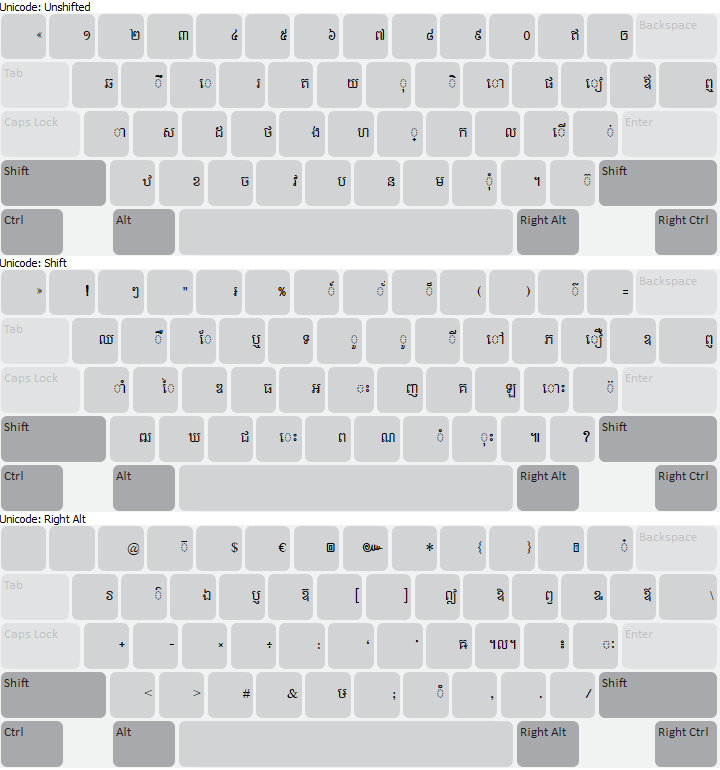 Unicode: Unshifted
« ១ ២ ៣ ៤ ៥ ៦ ៧ ៨ ៩ ០ ឥ ឲ Backspace
Tab ឆ ឹ េ រ ត យ ុ ិ ោ ផ ៀ ឪ ឮ
Caps Lock ា ស ដ ថ ង ហ ្ ក ល ើ ់ Enter
Shift ឋ ខ ច វ ប ន ម ុំ ។ ៊ Shift
Ctrl Alt Right Alt Right Ctrl
Unicode: Shift
» ! ៗ " ៛ % ៍ ័ ៏ ( ) ៌ = Backspace
Tab ឈ ឺ ែ ឬ ទ ួ ូ ី ៅ ភ ឿ ឧ ឭ
Caps Lock ាំ ៃ ឌ ធ អ ះ ញ គ ឡ ោះ ៉ Enter
Shift ឍ ឃ ជ េះ ព ណ ំ ុះ ៕ ? Shift
Ctrl Alt Right Alt Right Ctrl
Unicode: Right Alt
@ ៑ $ € ៙ ៚ * { } ៎ Backspace
Tab ៜ ៝ ឯ ឫ ឨ [ ] ឦ ឱ ឰ ឩ ឳ \
Caps Lock + - × ÷ : ‘ ’ ឝ ៘ ៖ ៈ Enter
Shift < > # & ឞ ; ៓ , . / Shift
Ctrl Alt Right Alt Right Ctrl